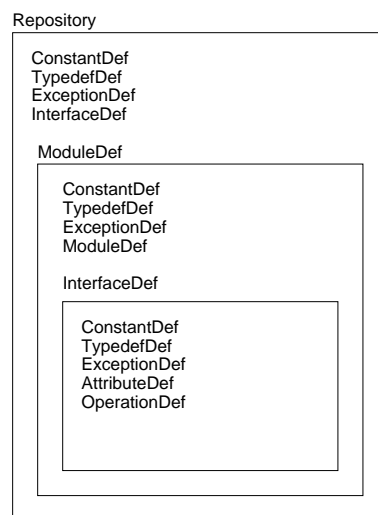 Repository
ConstantDef
TypedefDef
ExceptionDef
InterfaceDef
ModuleDef
ConstantDef
TypedefDef
ExceptionDef
ModuleDef
InterfaceDef
ConstantDef
TypedefDef
ExceptionDef
AttributeDef
OperationDef